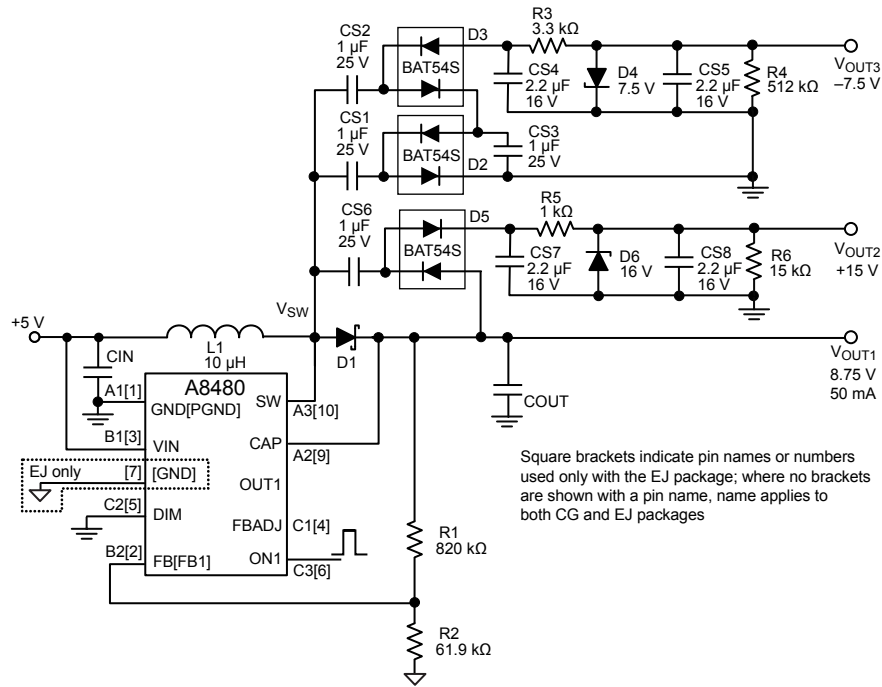 CS2
1 µF
25 V
D3
BAT54S
R3
3.3 kΩ
CS4
2.2 µF
16 V
D4
7.5 V
CS5
2.2 µF
16 V
R4
512 kΩ
VOUT3
–7.5 V
CS1
1 µF
25 V
BAT54S
D2
CS3
1 µF
25 V
CS6
1 µF
25 V
D5
BAT54S
R5
1 kΩ
CS7
2.2 µF
16 V
D6
16 V
CS8
2.2 µF
16 V
R6
15 kΩ
VOUT2
+15 V
VSW
+5 V
L1
10 µH
D1
VOUT1
8.75 V
50 mA
CIN
COUT
A8480
A1[1]
GND[PGND]
SW
A3[10]
B1[3]
VIN
CAP
A2[9]
EJ only
[7]
[GND]
OUT1
C2[5]
DIM
FBADJ
C1[4]
B2[2]
FB[FB1]
ON1
C3[6]
R1
820 kΩ
R2
61.9 kΩ
Square brackets indicate pin names or numbers
used only with the EJ package; where no brackets
are shown with a pin name, name applies to
both CG and EJ packages